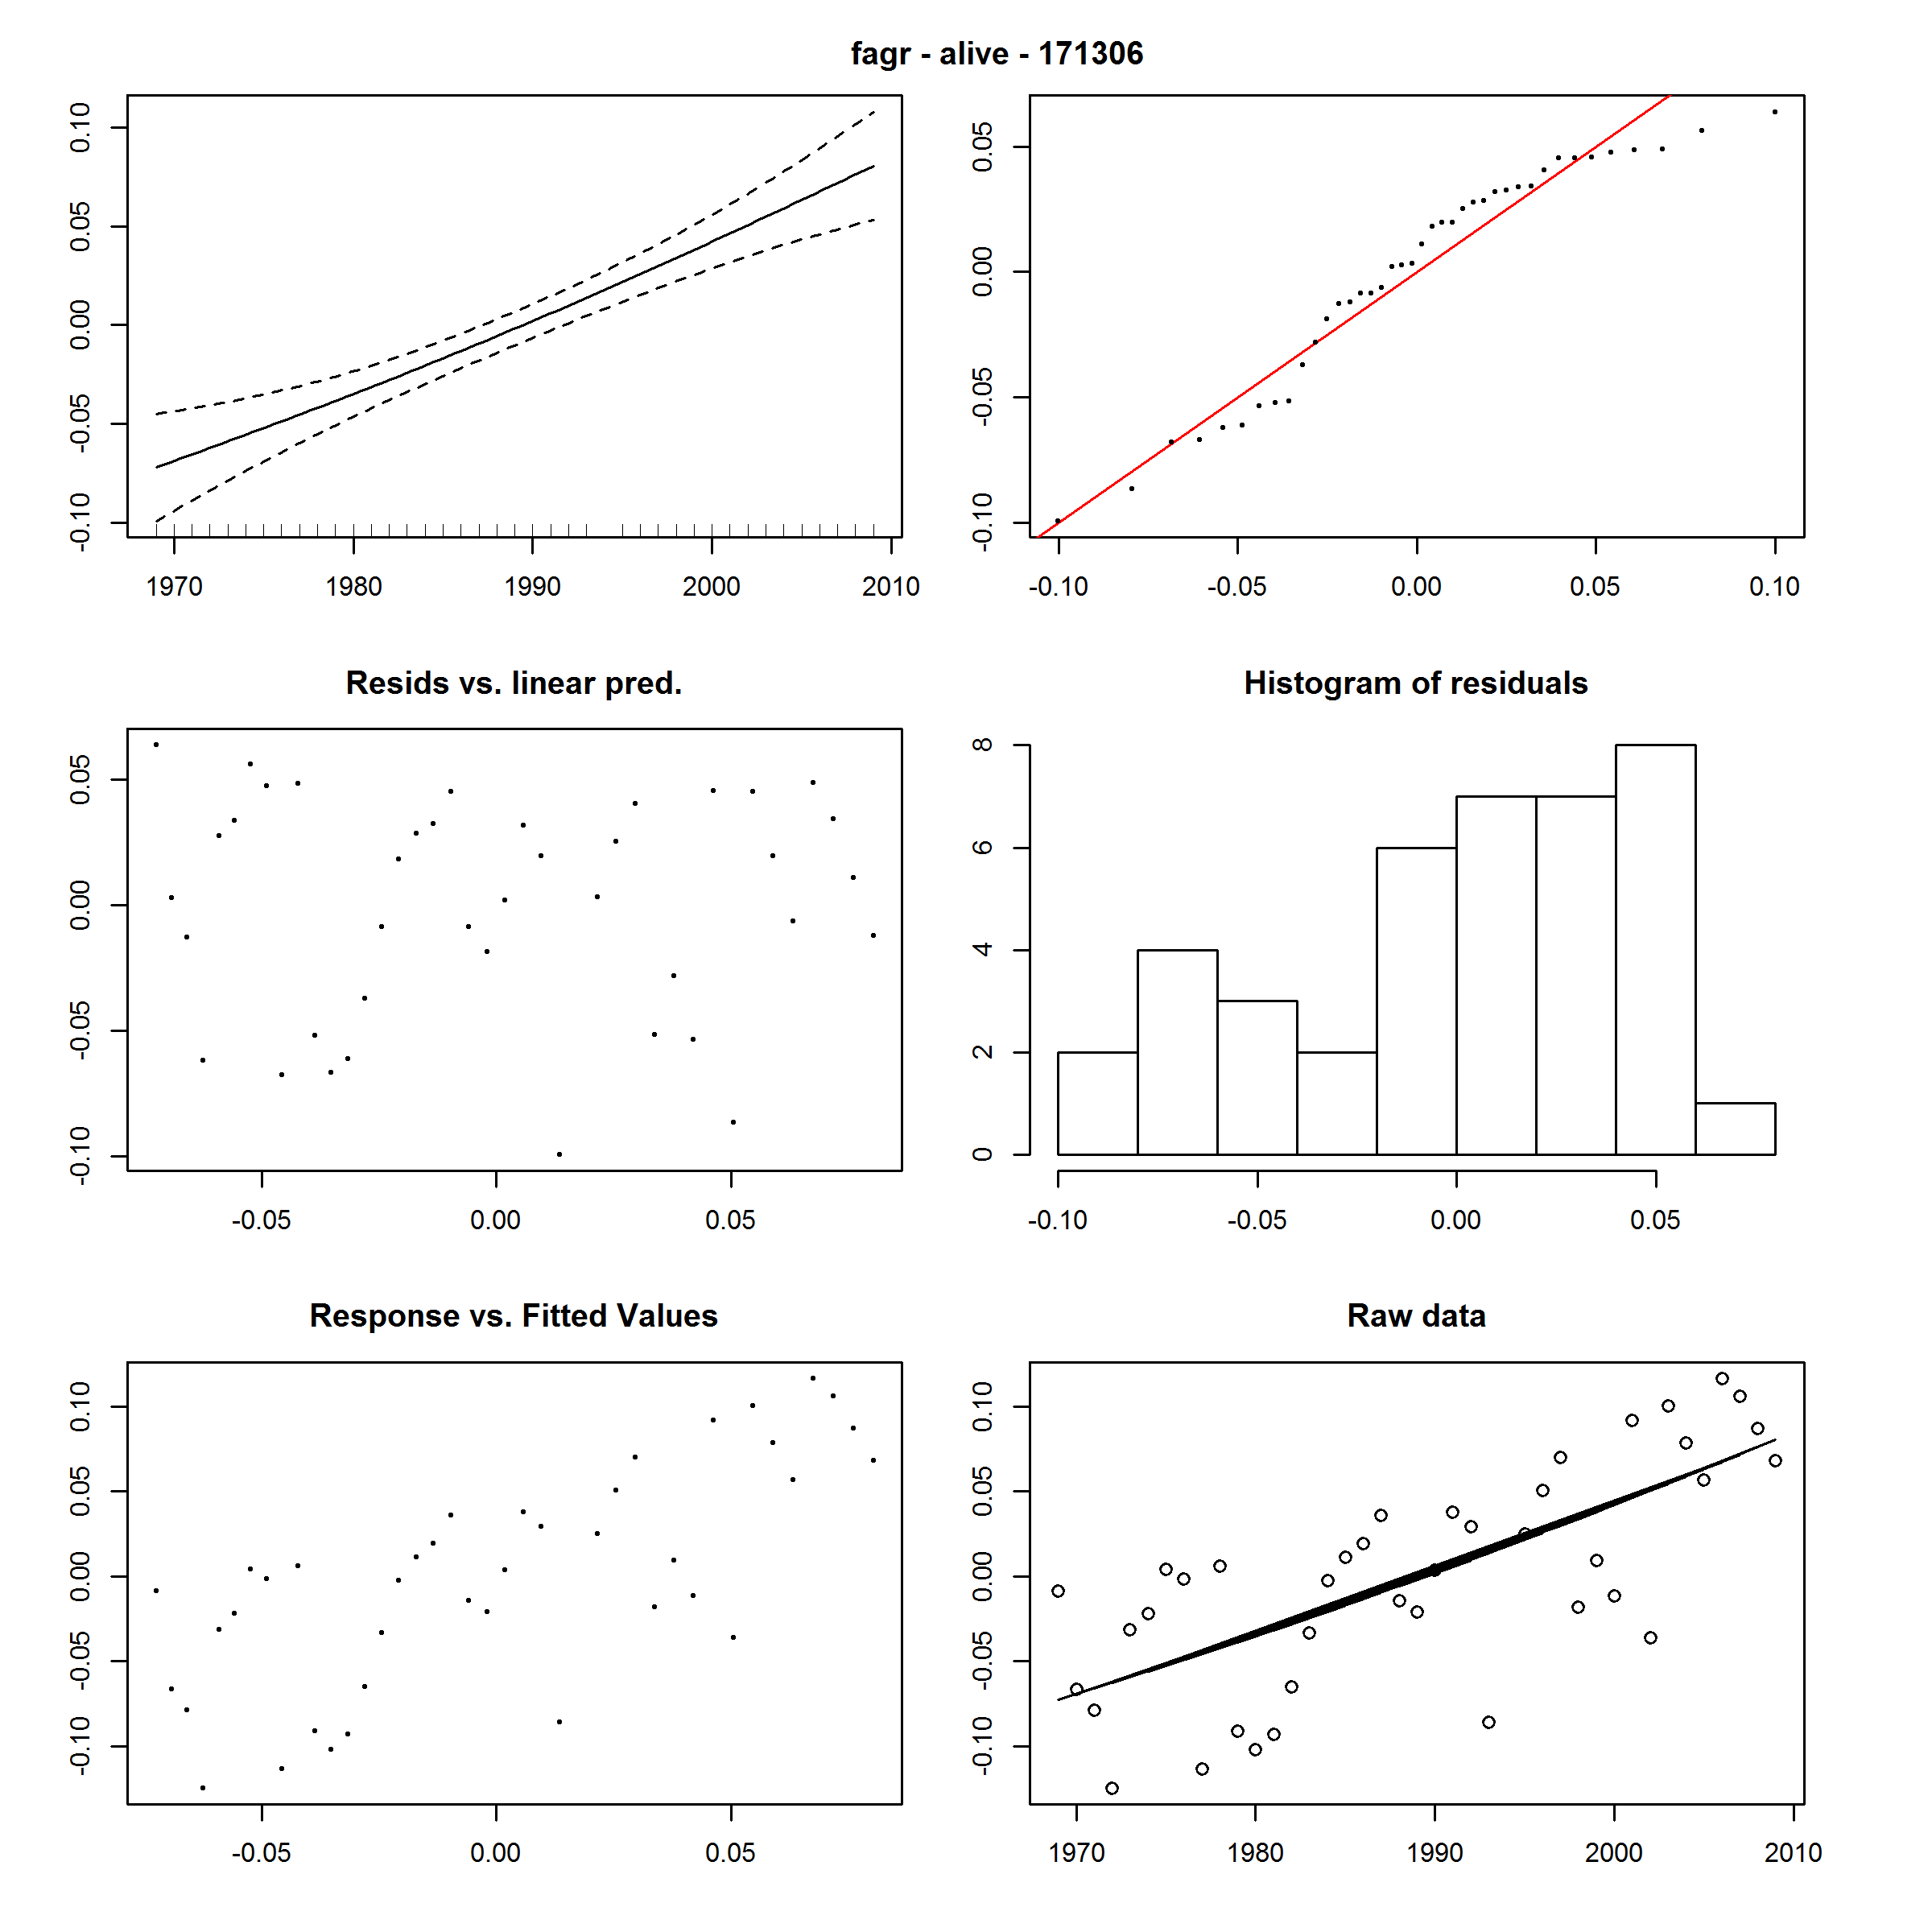 fagr - alive - 171306
0.10
0.05
0.00
-0.05
-0.10
1970 1980 1990 2000 2010
0.05
0.00
-0.05
-0.10
-0.10 -0.05 0.00 0.05 0.10
Resids vs. linear pred.
0.05
0.00
-0.05
-0.10
-0.05 0.00 0.05
Histogram of residuals
8
6
4
2
0
-0.10 -0.05 0.00 0.05
Response vs. Fitted Values
0.10
0.05
0.00
-0.05
-0.10
-0.05 0.00 0.05
Raw data
0.10
0.05
0.00
-0.05
-0.10
1970 1980 1990 2000 2010